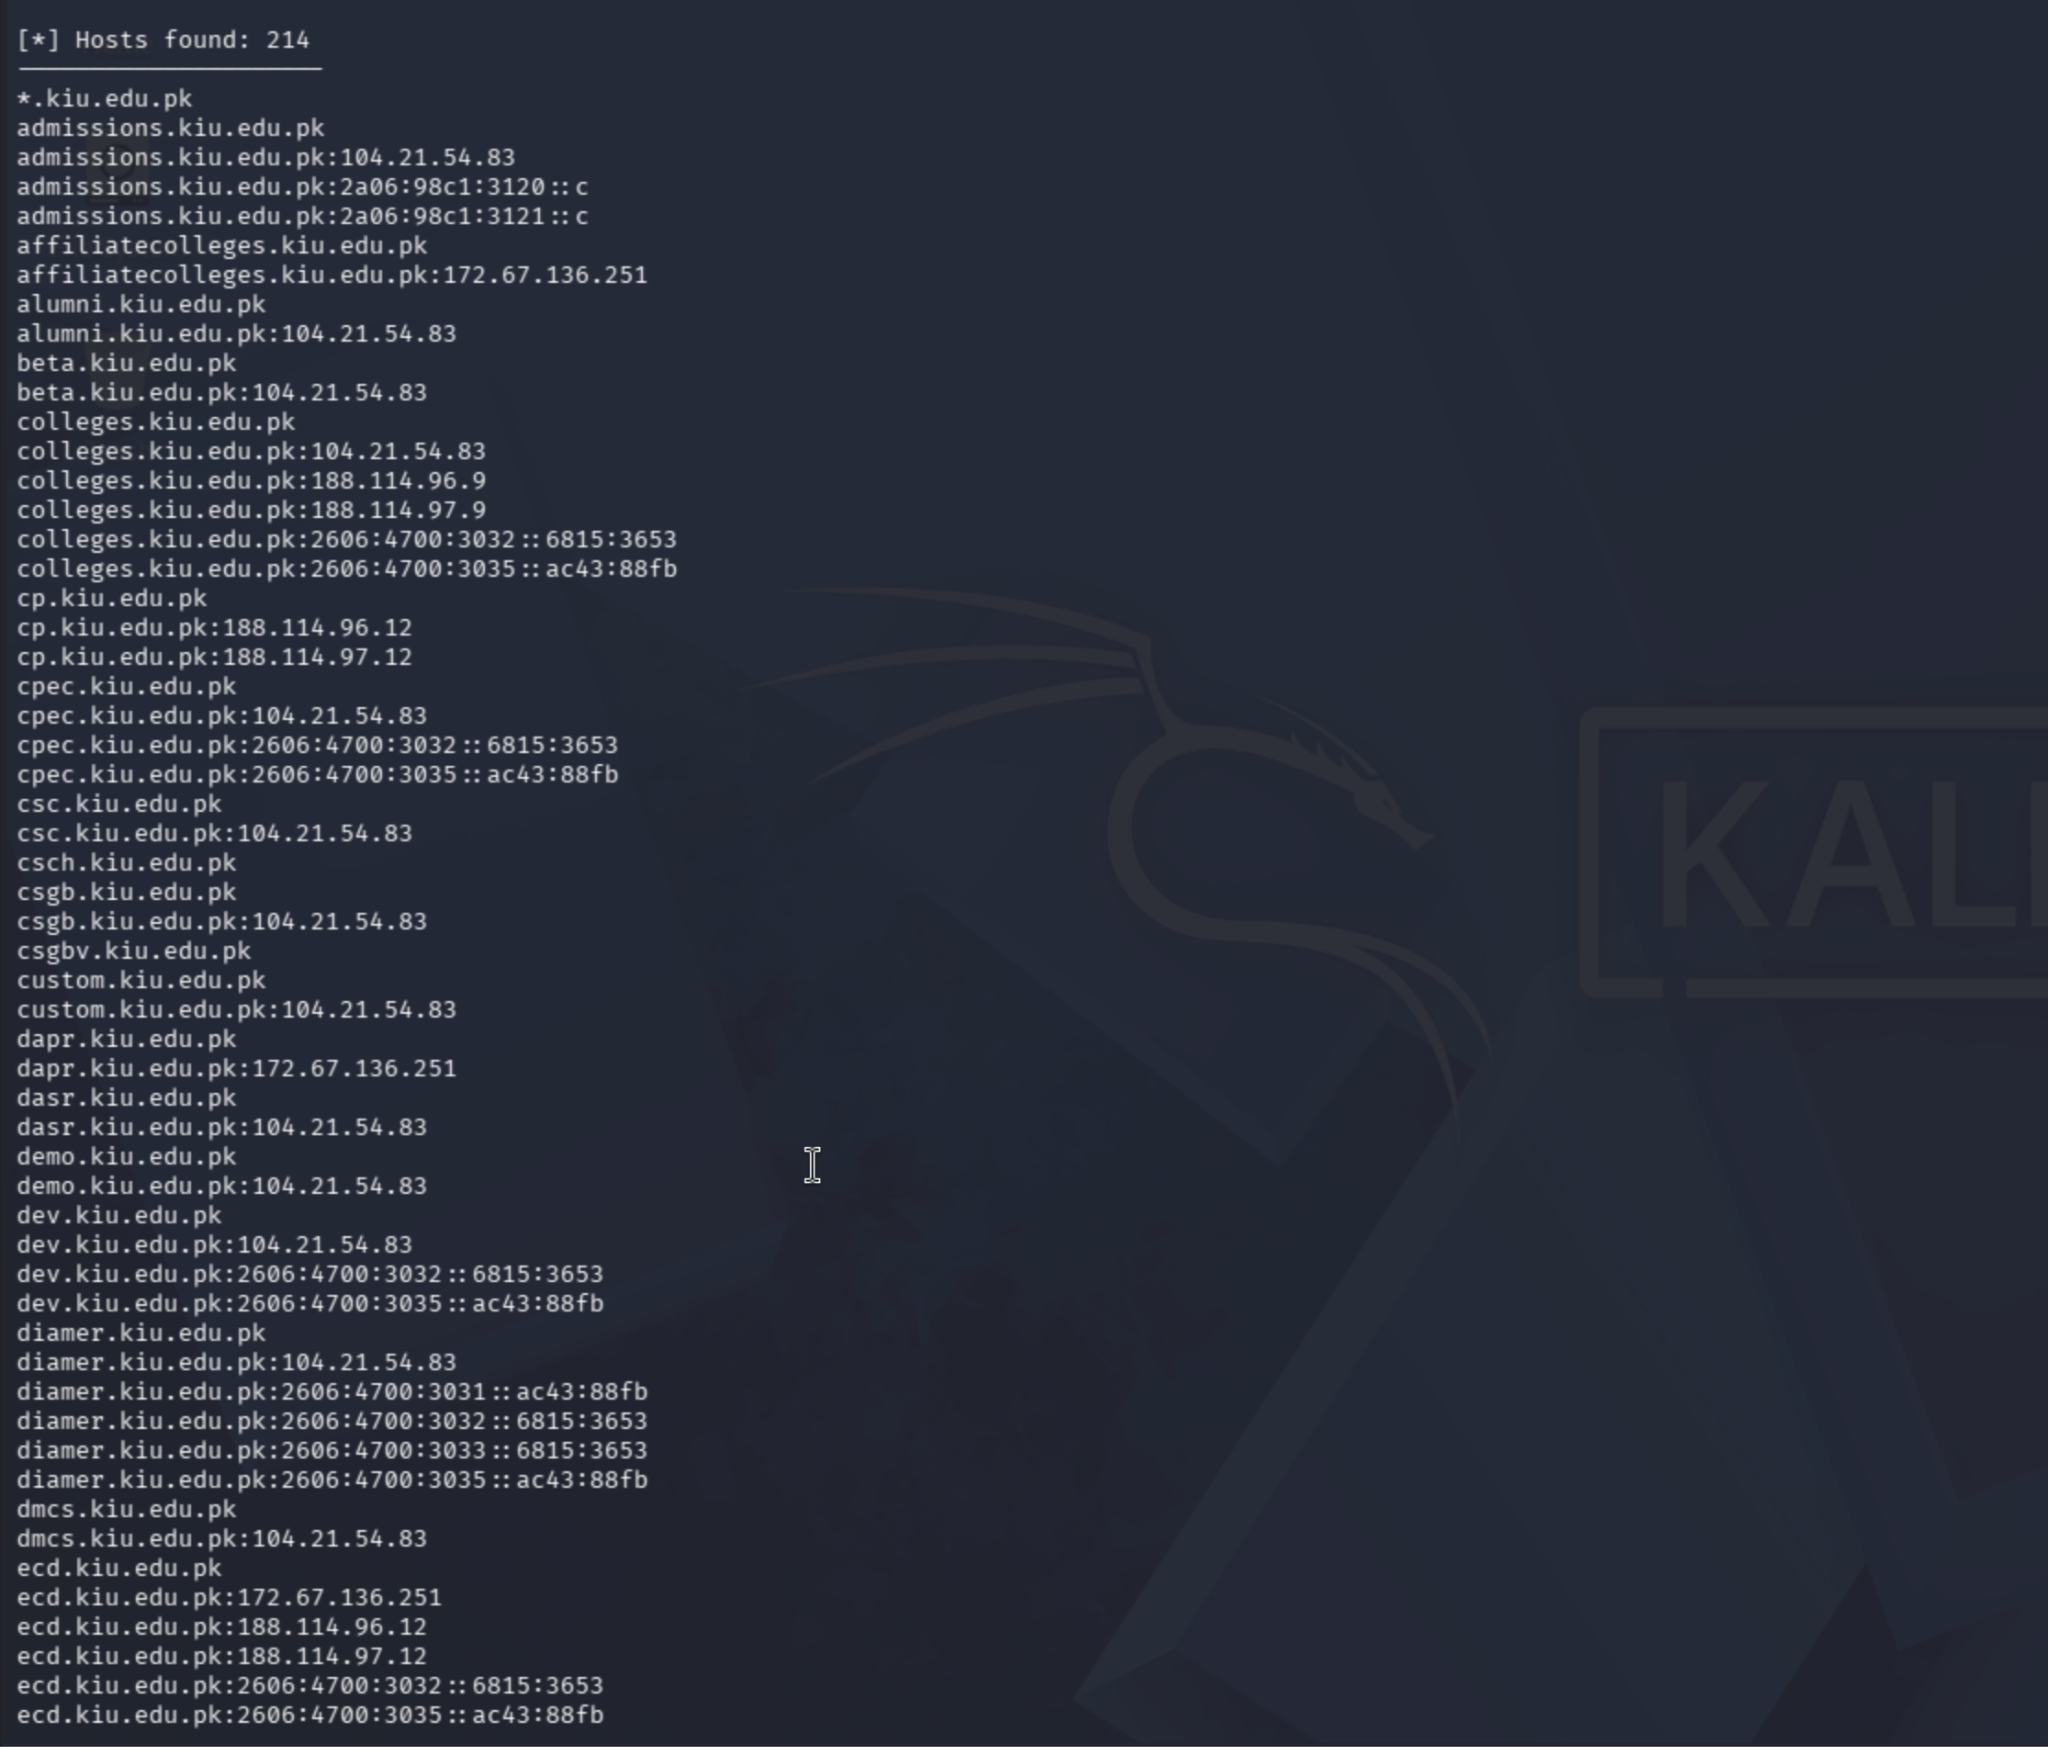 [*] Hosts found: 214
*.kiu.edu.pk
admissions.kiu.edu.pk
admissions.kiu.edu.pk:104.21.54.83
admissions.kiu.edu.pk:2a06:98c1:3120::c
admissions.kiu.edu.pk:2a06:98c1:3121::c
affiliatecolleges.kiu.edu.pk
affiliatecolleges.kiu.edu.pk:172.67.136.251
alumni.kiu.edu.pk
alumni.kiu.edu.pk:104.21.54.83
beta.kiu.edu.pk
beta.kiu.edu.pk:104.21.54.83
colleges.kiu.edu.pk
colleges.kiu.edu.pk:104.21.54.83
colleges.kiu.edu.pk:188.114.96.9
colleges.kiu.edu.pk:188.114.97.9
colleges.kiu.edu.pk:2606:4700:3032::6815:3653
colleges.kiu.edu.pk:2606:4700:3035::ac43:88fb
cp.kiu.edu.pk
cp.kiu.edu.pk:188.114.96.12
cp.kiu.edu.pk:188.114.97.12
cpec.kiu.edu.pk
cpec.kiu.edu.pk:104.21.54.83
cpec.kiu.edu.pk:2606:4700:3032::6815:3653
cpec.kiu.edu.pk:2606:4700:3035::ac43:88fb
csc.kiu.edu.pk
csc.kiu.edu.pk:104.21.54.83
csch.kiu.edu.pk
csgb.kiu.edu.pk
csgb.kiu.edu.pk:104.21.54.83
csgbv.kiu.edu.pk
custom.kiu.edu.pk
custom.kiu.edu.pk:104.21.54.83
dapr.kiu.edu.pk
dapr.kiu.edu.pk:172.67.136.251
dasr.kiu.edu.pk
dasr.kiu.edu.pk:104.21.54.83
demo.kiu.edu.pk
demo.kiu.edu.pk:104.21.54.83
dev.kiu.edu.pk
dev.kiu.edu.pk:104.21.54.83
dev.kiu.edu.pk:2606:4700:3032::6815:3653
dev.kiu.edu.pk:2606:4700:3035::ac43:88fb
diamer.kiu.edu.pk
diamer.kiu.edu.pk:104.21.54.83
diamer.kiu.edu.pk:2606:4700:3031::ac43:88fb
diamer.kiu.edu.pk:2606:4700:3032::6815:3653
diamer.kiu.edu.pk:2606:4700:3033::6815:3653
diamer.kiu.edu.pk:2606:4700:3035::ac43:88fb
dmcs.kiu.edu.pk
dmcs.kiu.edu.pk:104.21.54.83
ecd.kiu.edu.pk
ecd.kiu.edu.pk:172.67.136.251
ecd.kiu.edu.pk:188.114.96.12
ecd.kiu.edu.pk:188.114.97.12
ecd.kiu.edu.pk:2606:4700:3032::6815:3653
ecd.kiu.edu.pk:2606:4700:3035::ac43:88fb
KALI